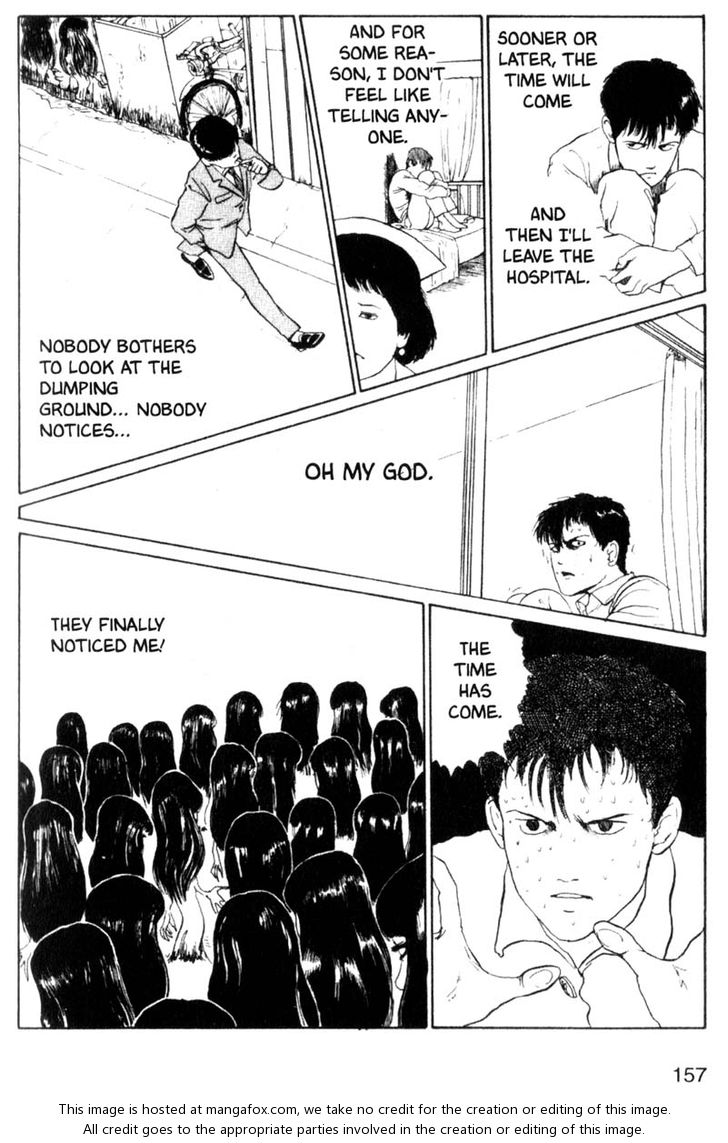 NOBODY BOTHERS
TO LOOK AT THE
DUMPING
GROUND... NOBODY
NOTICES...
AND FOR
SOME REA-
SON, I DON'T
FEEL LIKE
TELLING ANY-
ONE.
SOONER OR
LATER, THE
TIME WILL
COME
AND
THEN I'LL
LEAVE THE
HOSPITAL.
OH MY GOD.
THEY FINALLY
NOTICED ME!
THE
TIME
HAS
COME.
157
This image is hosted at mangafox.com, we take no credit for the creation or editing of this image.
All credit goes to the appropriate parties involved in the creation or editing of this image.